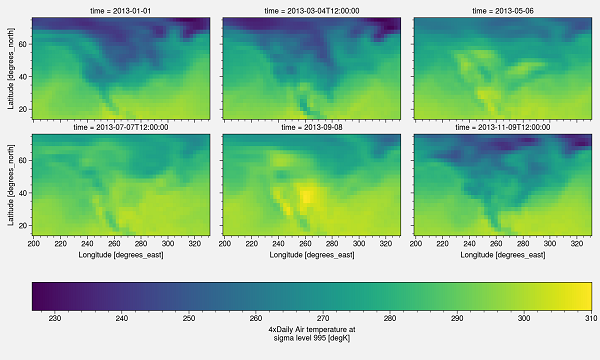 time = 2013-01-01
time = 2013-03-04T12:00:00
time = 2013-05-06
Latitude [degrees_north]
60
40
20
time = 2013-07-07T12:00:00
time = 2013-09-08
time = 2013-11-09T12:00:00
Latitude [degrees_north]
60
40
20
200 220 240 260 280 300 320
200 220 240 260 280 300 320
200 220 240 260 280 300 320
Longitude [degrees_east]
Longitude [degrees_east]
Longitude [degrees_east]
230 240 250 260 270 280 290 300 310
4xDaily Air temperature at
sigma level 995 [degK]